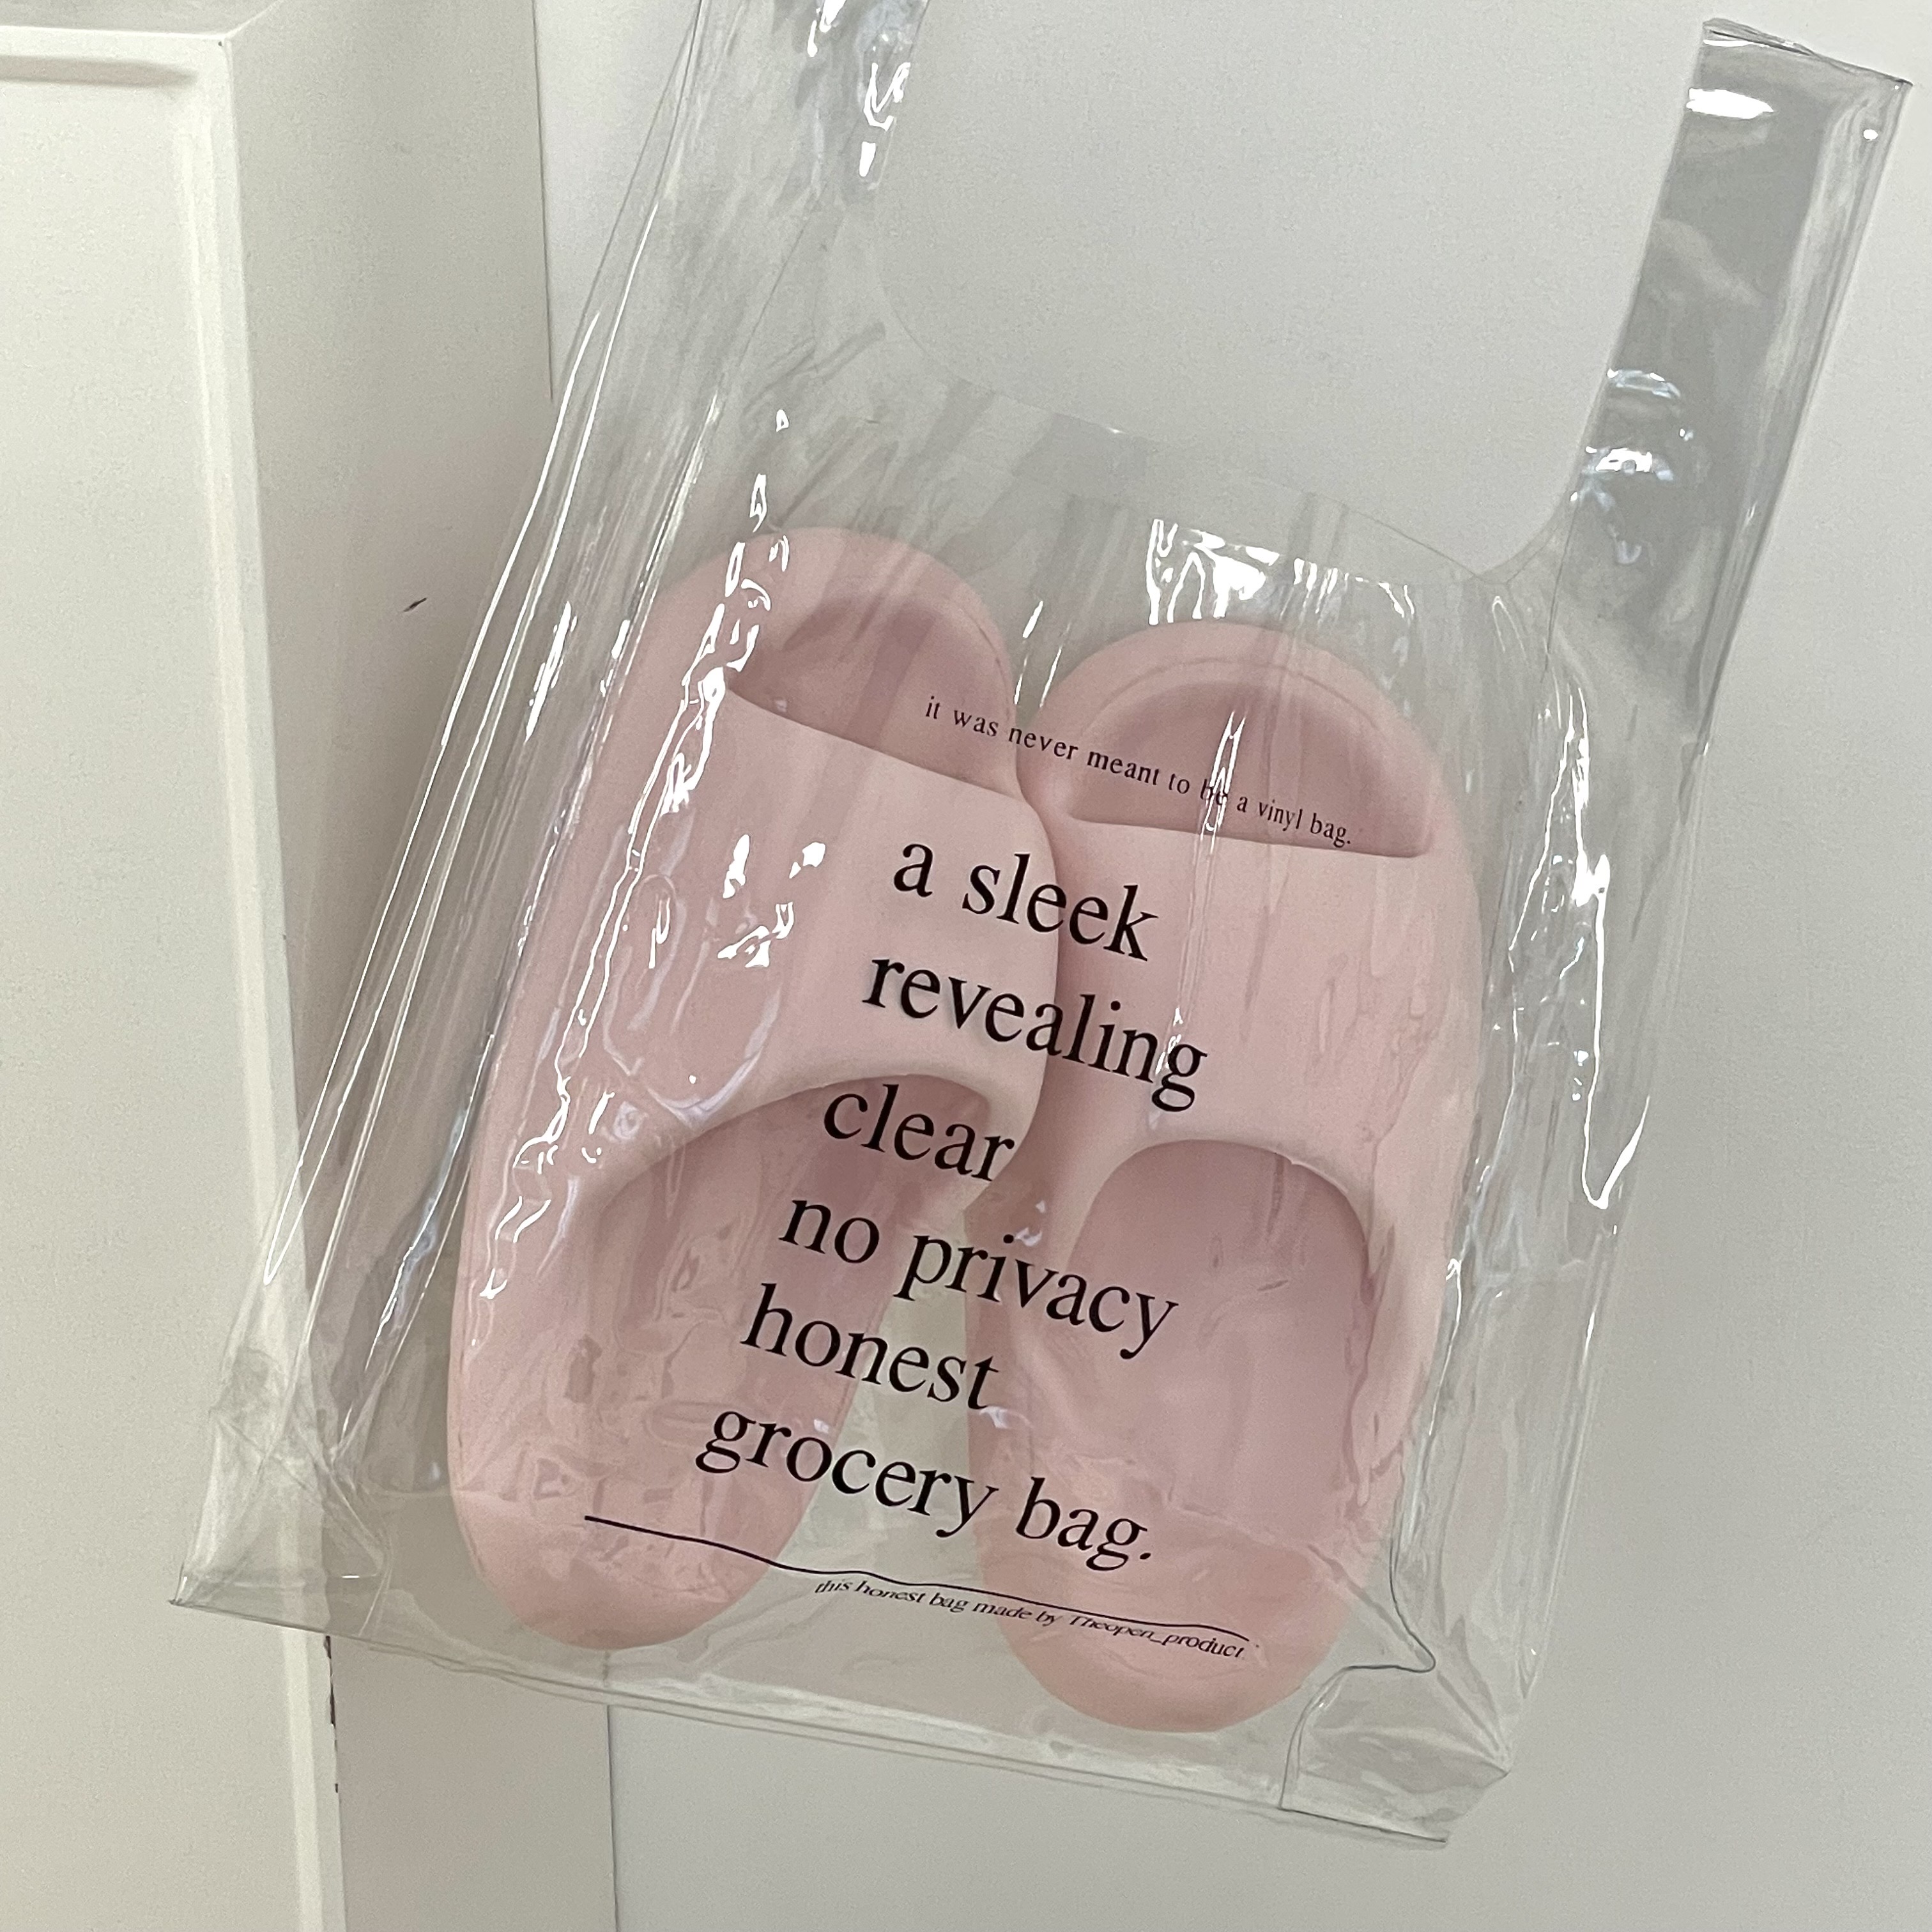 it was never meant to be a vinyl bag.
a sleek
revealing
clear
no privacy
honest
grocery bag.
this honest bag made by Theopen_product